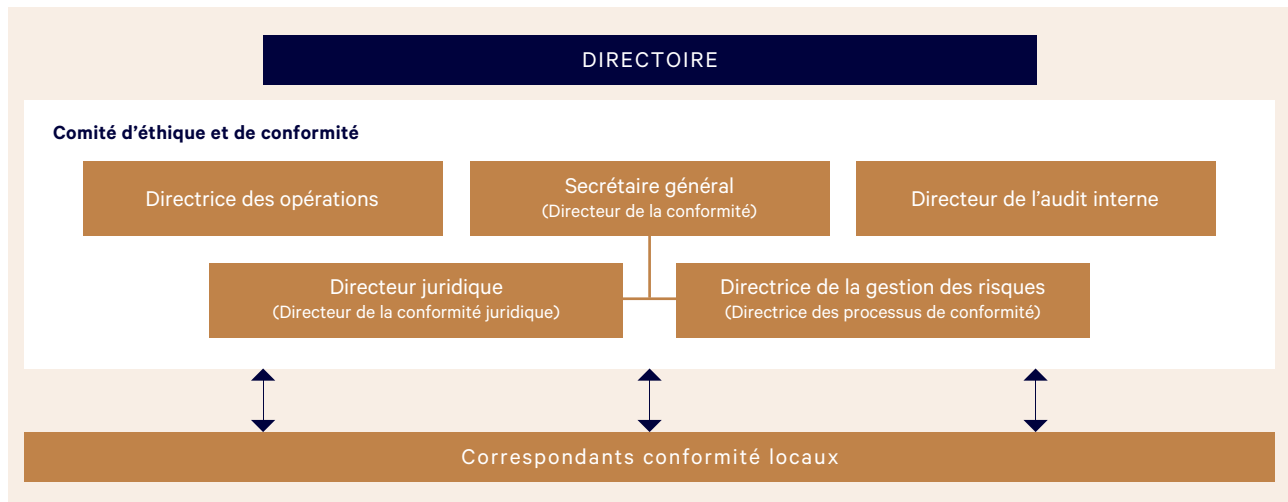 DIRECTOIRE
Comité d’éthique et de conformité
Directrice des opérations
Secrétaire général
(Directeur de la conformité)
Directeur de l’audit interne
Directeur juridique
(Directeur de la conformité juridique)
Directrice de la gestion des risques
(Directrice des processus de conformité)
Correspondants conformité locaux